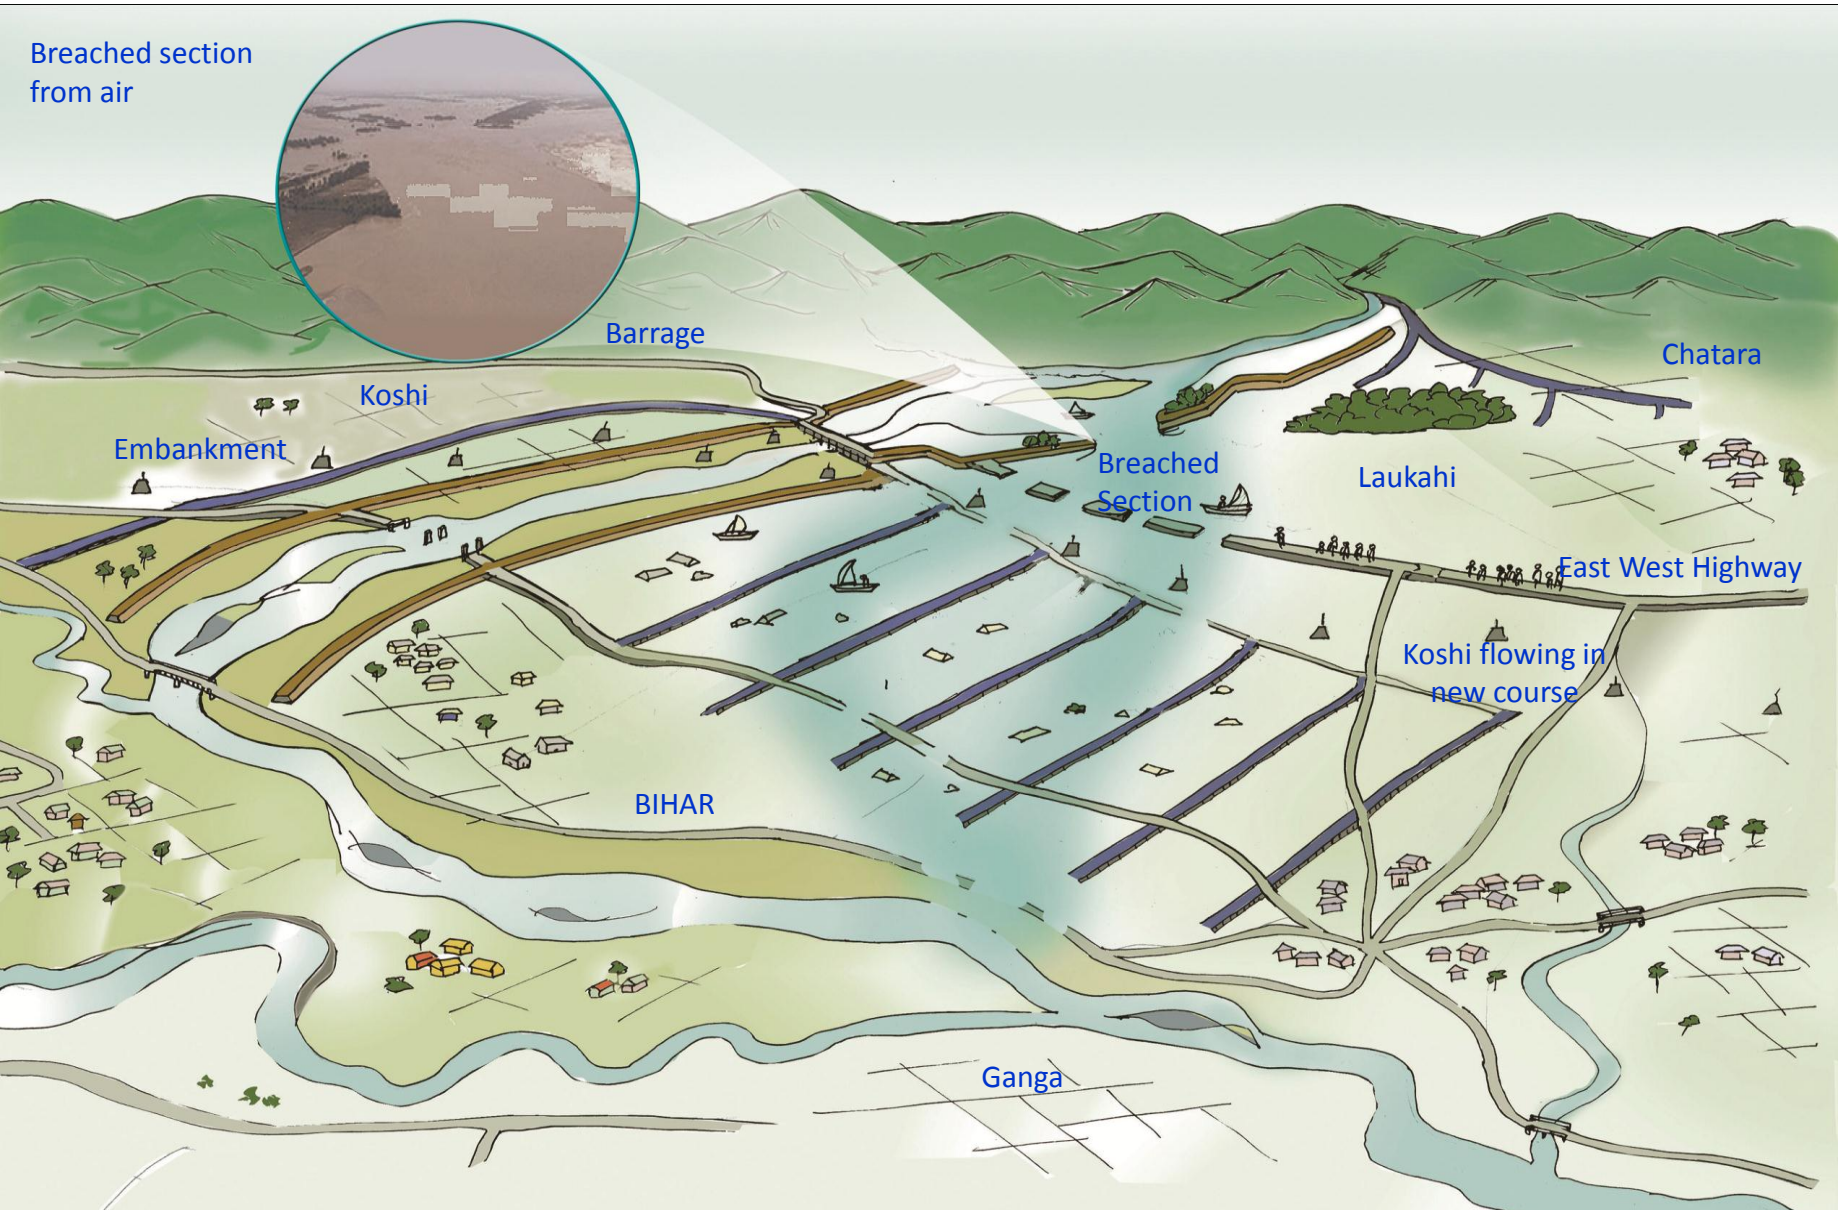 Breached section
from air
Barrage
Chatara
Koshi
Embankment
Breached
Section
Laukahi
East West Highway
Koshi flowing in
new course
BIHAR
Ganga